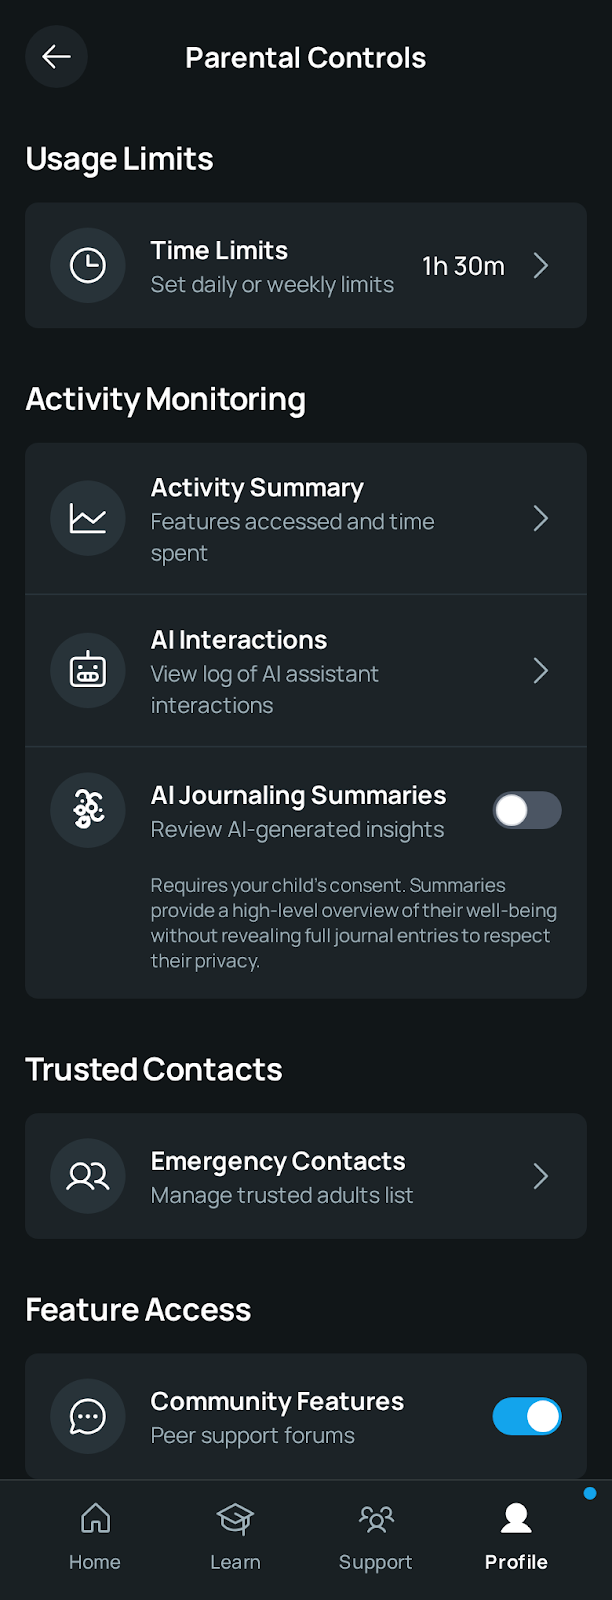 Parental Controls
Usage Limits
Time Limits
Set daily or weekly limits
1h 30m
Activity Monitoring
Activity Summary
Features accessed and time
spent
AI Interactions
View log of AI assistant
interactions
AI Journaling Summaries
Review AI-generated insights
Requires your child's consent. Summaries
provide a high-level overview of their well-being
without revealing full journal entries to respect
their privacy.
Trusted Contacts
Emergency Contacts
Manage trusted adults list
Feature Access
Community Features
Peer support forums
Home
Learn
Support
Profile